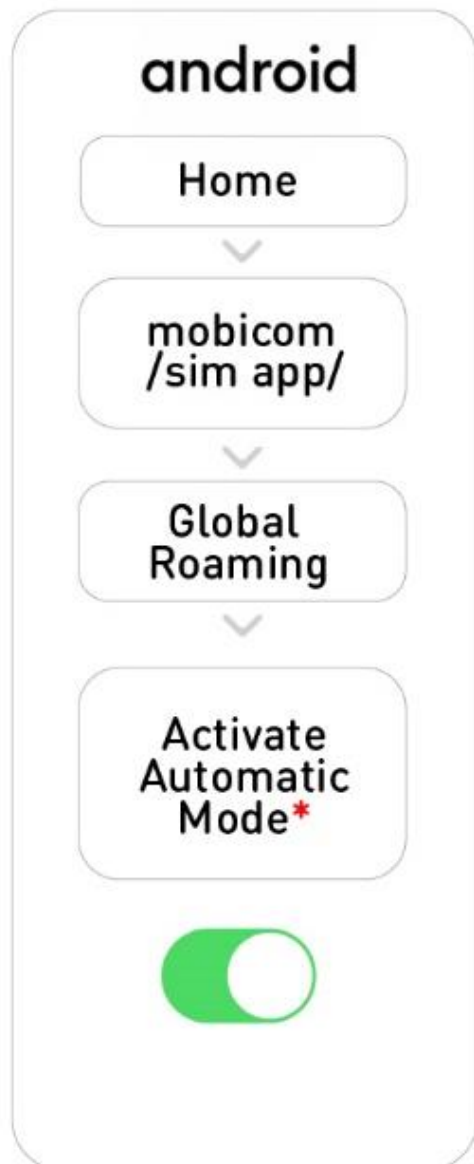 android
Home
mobicom
/sim app/
Global
Roaming
Activate
Automatic
Mode*